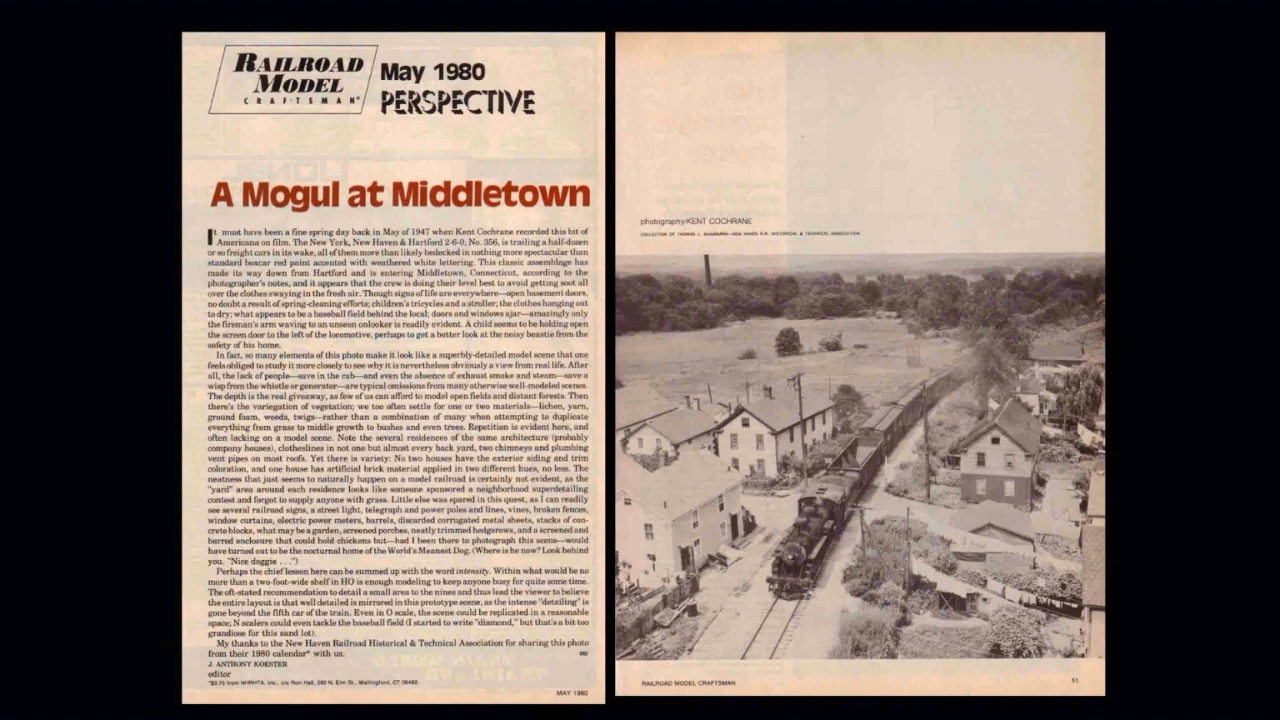 RAILROAD
MODEL
CRAFTSMAN®
May 1980
PERSPECTIVE
A Mogul at Middletown
It must have been a fine spring day back in May of 1947 when Kent Cochrane recorded this bit of
Americana on film. The New York, New Haven & Hartford 2-6-0, No. 356, is trailing a half-dozen
or so freight cars in its wake, all of them more than likely bedecked in nothing more spectacular than
standard boxcar red paint accented with weathered white lettering. This classic assemblage has
made its way down from Hartford and is entering Middletown, Connecticut, according to the
photographer's notes, and it appears that the crew is doing their level best to avoid getting soot all
over the clothes swaying in the fresh air. Though signs of life are everywhere—open basement doors,
no doubt a result of spring-cleaning efforts; children's tricycles and a stroller; the clothes hanging out
to dry; what appears to be a baseball field behind the local; doors and windows ajar—amazingly only
the fireman's arm waving to an unseen onlooker is readily evident. A child seems to be holding open
the screen door to the left of the locomotive, perhaps to get a better look at the noisy beastie from the
safety of his home.
In fact, so many elements of this photo make it look like a superbly-detailed model scene that one
feels obliged to study it more closely to see why it is nevertheless obviously a view from real life. After
all, the lack of people—save in the cab—and even the absence of exhaust smoke and steam—save a
wisp from the whistle or generator—are typical omissions from many otherwise well-modeled scenes.
The depth is the real giveaway, as few of us can afford to model open fields and distant forests. Then
there's the variegation of vegetation; we too often settle for one or two materials—lichen, yarn,
ground foam, weeds, twigs—rather than a combination of many when attempting to duplicate
everything from grass to middle growth to bushes and even trees. Repetition is evident here, and
often lacking on a model scene. Note the several residences of the same architecture (probably
company houses), clotheslines in not one but almost every back yard, two chimneys and plumbing
vent pipes on most roofs. Yet there is variety: No two houses have the exterior siding and trim
coloration, and one house has artificial brick material applied in two different hues, no less. The
neatness that just seems to naturally happen on a model railroad is certainly not evident, as the
"yard" area around each residence looks like someone sponsored a neighborhood superdetailing
contest and forgot to supply anyone with grass. Little else was spared in this quest, as I can readily
see several railroad signs, a street light, telegraph and power poles and lines, vines, broken fences,
window curtains, electric power meters, barrels, discarded corrugated metal sheets, stacks of con-
crete blocks, what may be a garden, screened porches, neatly trimmed hedgerows, and a screened and
barred enclosure that could hold chickens but—had I been there to photograph this scene—would
have turned out to be the nocturnal home of the World's Meanest Dog. (Where is he now? Look behind
you. "Nice doggie . . .")
Perhaps the chief lesson here can be summed up with the word intensity. Within what would be no
more than a two-foot-wide shelf in HO is enough modeling to keep anyone busy for quite some time.
The oft-stated recommendation to detail a small area to the nines and thus lead the viewer to believe
the entire layout is that well detailed is mirrored in this prototype scene, as the intense "detailing" is
gone beyond the fifth car of the train. Even in O scale, the scene could be replicated in a reasonable
space; N scalers could even tackle the baseball field (I started to write "diamond," but that's a bit too
grandiose for this sand lot).
My thanks to the New Haven Railroad Historical & Technical Association for sharing this photo
from their 1980 calendar* with us.
J. ANTHONY KOESTER
editor
*$3.75 from NHRHTA, Inc., c/o Ron Hall, 280 N. Elm St., Wallingford, CT 06492.
MAY 1980
photography/KENT COCHRANE
COLLECTION OF THOMAS J. McNAMARA—NEW HAVEN R.R. HISTORICAL & TECHNICAL ASSOCIATION
RAILROAD MODEL CRAFTSMAN
51